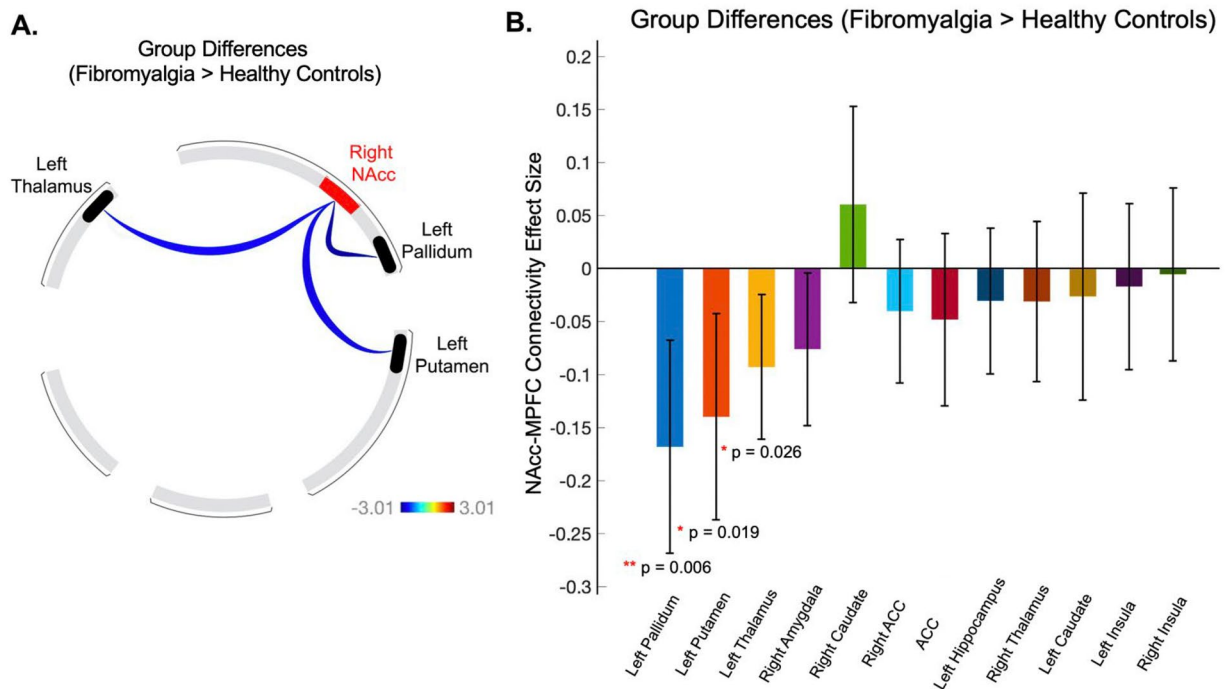 A.
Group Differences
(Fibromyalgia > Healthy Controls)
Right
NAcc
Left
Thalamus
Left
Pallidum
Left
Putamen
-3.01 3.01
B.
Group Differences (Fibromyalgia > Healthy Controls)
NAcc-MPFC Connectivity Effect Size
0.2
0.15
0.1
0.05
0
-0.05
-0.1
-0.15
-0.2
-0.25
-0.3
* p = 0.026
* p = 0.019
** p = 0.006
Left Pallidum
Left Putamen
Left Thalamus
Right Amygdala
Right Caudate
Right ACC
ACC
Left Hippocampus
Right Thalamus
Left Caudate
Left Insula
Right Insula